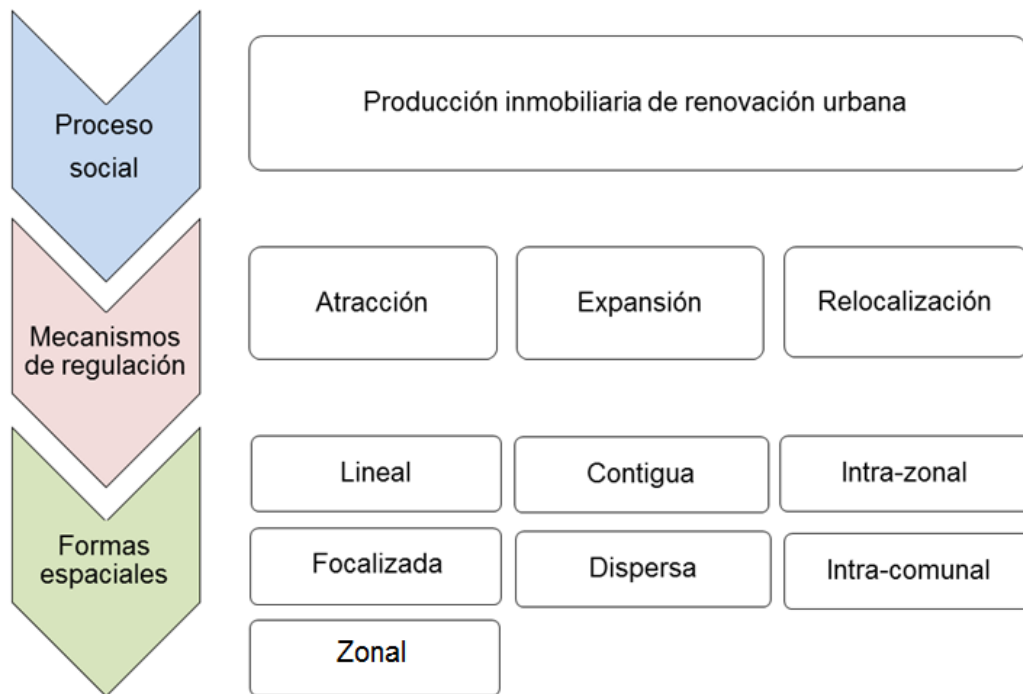 Proceso
social
Producción inmobiliaria de renovación urbana
Mecanismos
de regulación
Atracción
Expansión
Relocalización
Formas
espaciales
Lineal
Contigua
Intra-zonal
Focalizada
Dispersa
Intra-comunal
Zonal